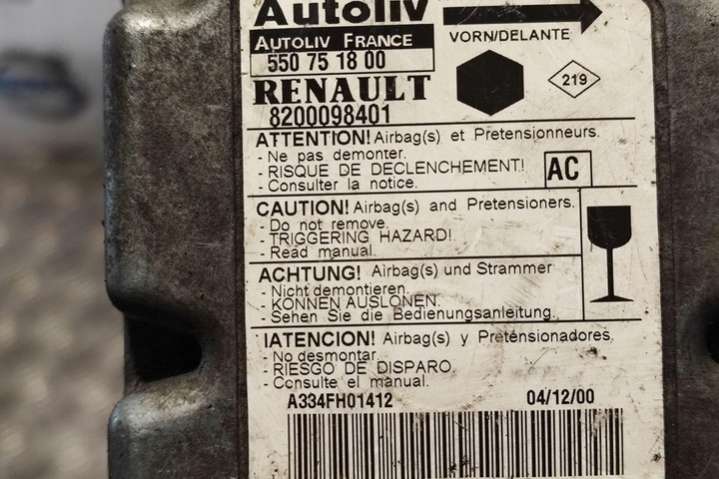 Autoliv
AUTOLIV FRANCE
VORN/DELANTE
550 75 18 00
RENAULT
219
8200098401
ATTENTION! Airbag(s) et Pretensionneurs.
- Ne pas demonter.
- RISQUE DE DECLENCHEMENT!
- Consulter la notice.
AC
CAUTION! Airbag(s) and Pretensioners.
- Do not remove.
- TRIGGERING HAZARD!
- Read manual.
ACHTUNG! Airbag(s) und Strammer
- Nicht demontieren.
- KONNEN AUSLONEN
- Sehen Sie die Bedienungsanleitung.
IATENCION! Airbag(s) y Pretensionadores.
- No desmontar.
- RIESGO DE DISPARO.
- Consulte el manual.
A334FH01412 04/12/00